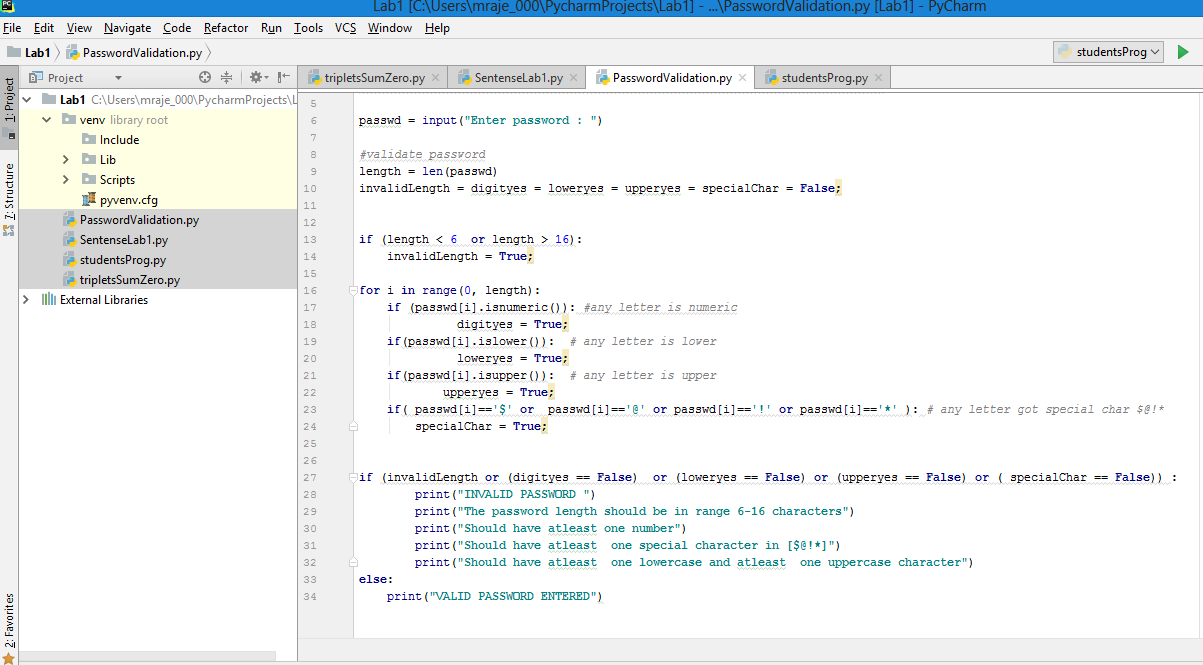 PC
Lab1 [C:\Users\mraje_000\PycharmProjects\Lab1] - ...\PasswordValidation.py [Lab1] - PyCharm
File Edit View Navigate Code Refactor Run Tools VCS Window Help
Lab1 PasswordValidation.py studentsProg
Project tripletsSumZero.py SentenseLab1.py PasswordValidation.py studentsProg.py
1: Project
7: Structure
2: Favorites
Lab1 C:\Users\mraje_000\PycharmProjects\L
venv library root
Include
Lib
Scripts
pyvenv.cfg
PasswordValidation.py
SentenseLab1.py
studentsProg.py
tripletsSumZero.py
External Libraries
5
6 passwd = input("Enter password : ")
7
8 #validate password
9 length = len(passwd)
10 invalidLength = digityes = loweryes = upperyes = specialChar = False;
11
12
13 if (length < 6  or length > 16):
14     invalidLength = True;
15
16 for i in range(0, length):
17     if (passwd[i].isnumeric()): #any letter is numeric
18               digityes = True;
19     if(passwd[i].islower()):  # any letter is lower
20               loweryes = True;
21     if(passwd[i].isupper()):  # any letter is upper
22             upperyes = True;
23     if( passwd[i]=='$' or  passwd[i]=='@' or passwd[i]=='!' or passwd[i]=='*' ): # any letter got special char $@!*
24         specialChar = True;
25
26
27 if (invalidLength or (digityes == False)  or (loweryes == False) or (upperyes == False) or ( specialChar == False)) :
28         print("INVALID PASSWORD ")
29         print("The password length should be in range 6-16 characters")
30         print("Should have atleast one number")
31         print("Should have atleast  one special character in [$@!*]")
32         print("Should have atleast  one lowercase and atleast  one uppercase character")
33 else:
34     print("VALID PASSWORD ENTERED")